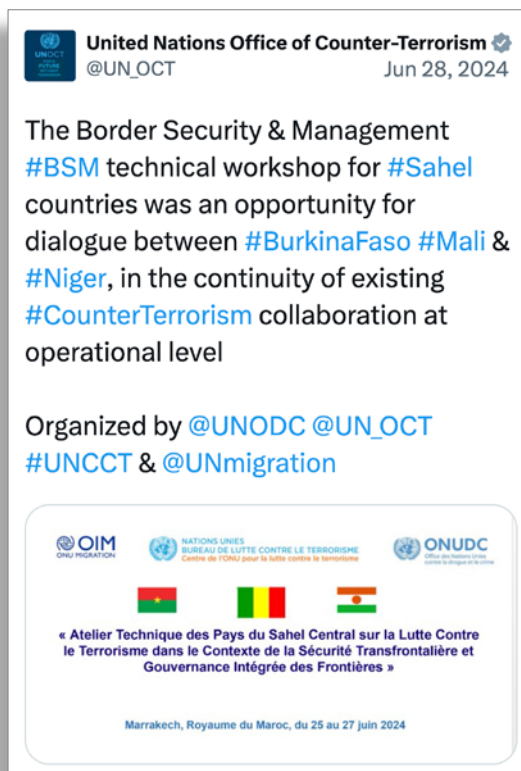 United Nations Office of Counter-Terrorism
@UN_OCT
Jun 28, 2024
The Border Security & Management
#BSM technical workshop for #Sahel
countries was an opportunity for
dialogue between #BurkinaFaso #Mali &
#Niger, in the continuity of existing
#CounterTerrorism collaboration at
operational level
Organized by @UNODC @UN_OCT
#UNCCT & @UNmigration
OIM
ONU MIGRATION
NATIONS UNIES
BUREAU DE LUTTE CONTRE LE TERRORISME
Centre de l'ONU pour la lutte contre le terrorisme
ONUDC
Office des Nations Unies
contre la drogue et le crime
« Atelier Technique des Pays du Sahel Central sur la Lutte Contre
le Terrorisme dans le Contexte de la Sécurité Transfrontalière et
Gouvernance Intégrée des Frontières »
Marrakech, Royaume du Maroc, du 25 au 27 juin 2024